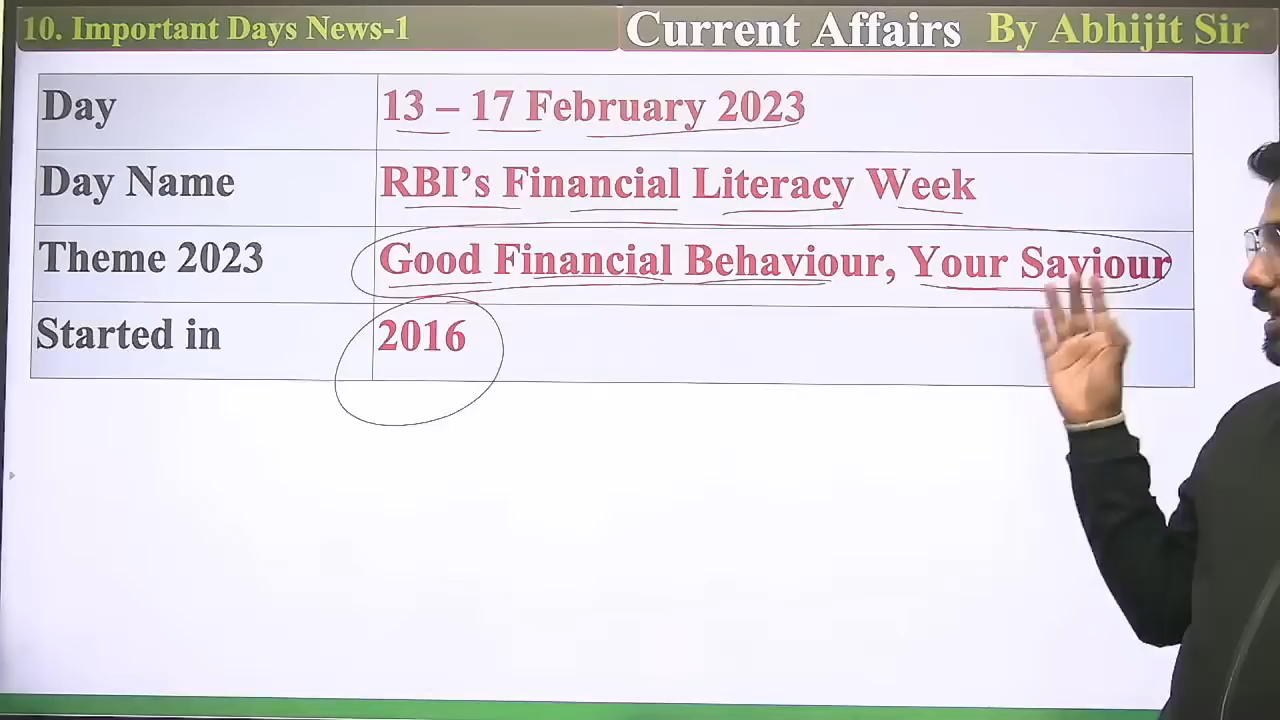 10. Important Days News-1
Current Affairs By Abhijit Sir
Day 13 – 17 February 2023
Day Name RBI’s Financial Literacy Week
Theme 2023 Good Financial Behaviour, Your Saviour
Started in 2016